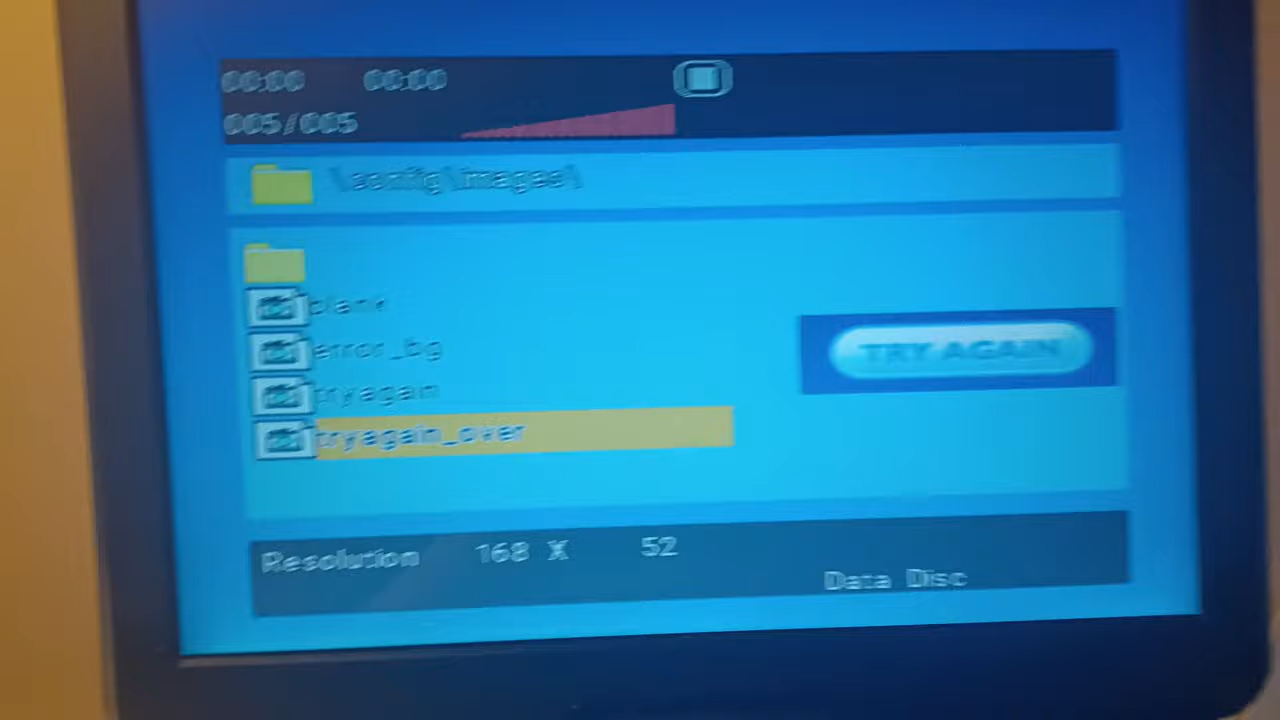 00:00 00:00
005/005
\config\images\
blank
error_bg
tryagain
TRY AGAIN
tryagain_over
Resolution 168 X 52
Data Disc